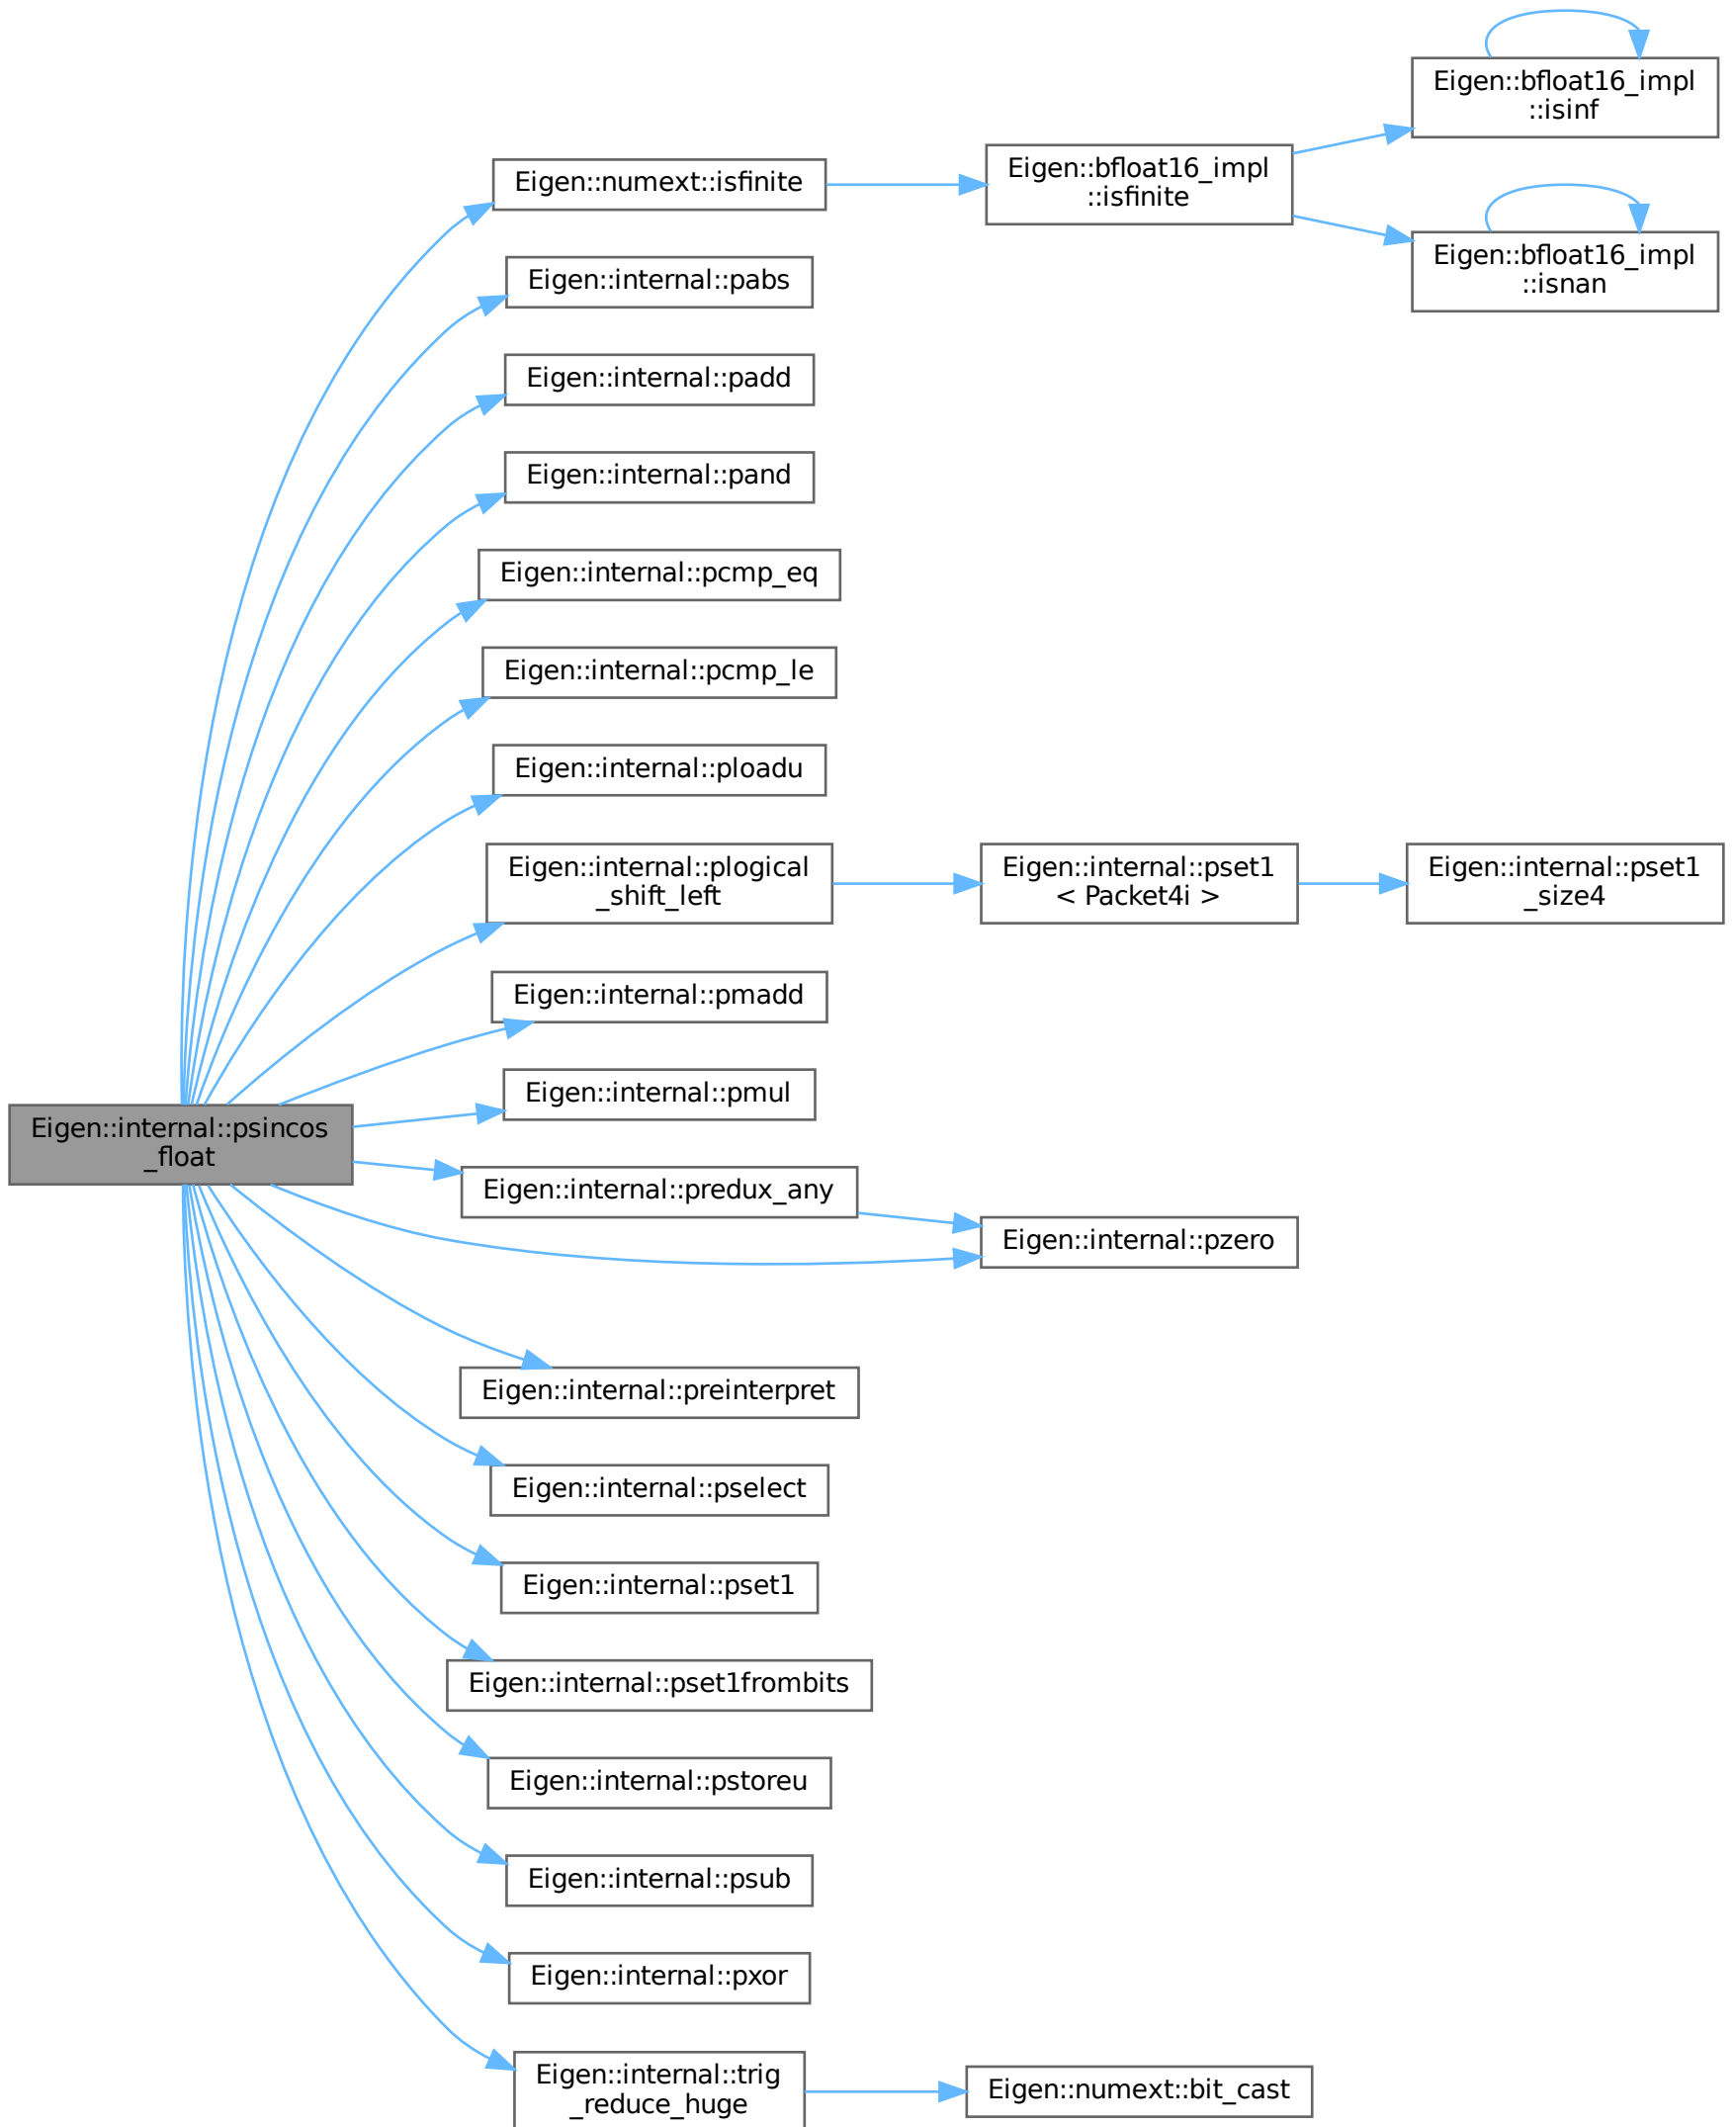 Eigen::bfloat16_impl
::isinf
Eigen::numext::isfinite
Eigen::bfloat16_impl
::isfinite
Eigen::bfloat16_impl
::isnan
Eigen::internal::pabs
Eigen::internal::padd
Eigen::internal::pand
Eigen::internal::pcmp_eq
Eigen::internal::pcmp_le
Eigen::internal::ploadu
Eigen::internal::plogical
_shift_left
Eigen::internal::pset1
< Packet4i >
Eigen::internal::pset1
_size4
Eigen::internal::pmadd
Eigen::internal::pmul
Eigen::internal::psincos
_float
Eigen::internal::predux_any
Eigen::internal::pzero
Eigen::internal::preinterpret
Eigen::internal::pselect
Eigen::internal::pset1
Eigen::internal::pset1frombits
Eigen::internal::pstoreu
Eigen::internal::psub
Eigen::internal::pxor
Eigen::internal::trig
_reduce_huge
Eigen::numext::bit_cast